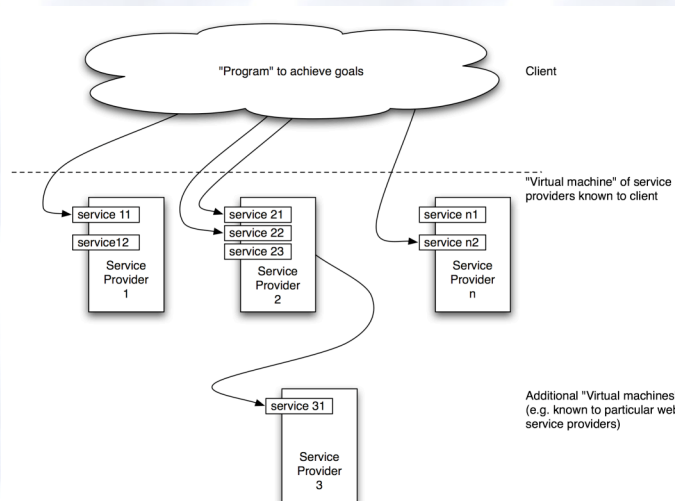 "Program" to achieve goals
Client
"Virtual machine" of service
providers known to client
service 11
service12
Service
Provider
1
service 21
service 22
service 23
Service
Provider
2
service n1
service n2
Service
Provider
n
Additional "Virtual machines
(e.g. known to particular web
service providers)
service 31
Service
Provider
3